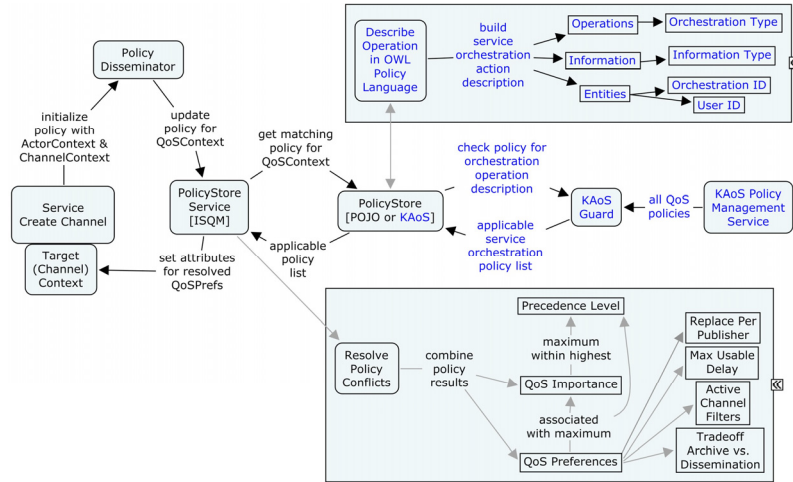 Describe
Operation
in OWL
Policy
Language
build
service
orchestration
action
description
Operations
Orchestration Type
Information
Information Type
Entities
Orchestration ID
User ID
Policy
Disseminator
initialize
policy with
ActorContext &
ChannelContext
update
policy for
QoSContext
get matching
policy for
QoSContext
Service
Create Channel
Target
(Channel)
Context
PolicyStore
Service
[ISQM]
set attributes
for resolved
QoSPrefs
applicable
policy
list
PolicyStore
[POJO or KAoS]
check policy for
orchestration
operation
description
applicable
service
orchestration
policy list
KAoS
Guard
all QoS
policies
KAoS Policy
Management
Service
Resolve
Policy
Conflicts
combine
policy
results
Precedence Level
maximum
within highest
QoS Importance
associated
with maximum
QoS Preferences
Replace Per
Publisher
Max Usable
Delay
Active
Channel
Filters
Tradeoff
Archive vs.
Dissemination